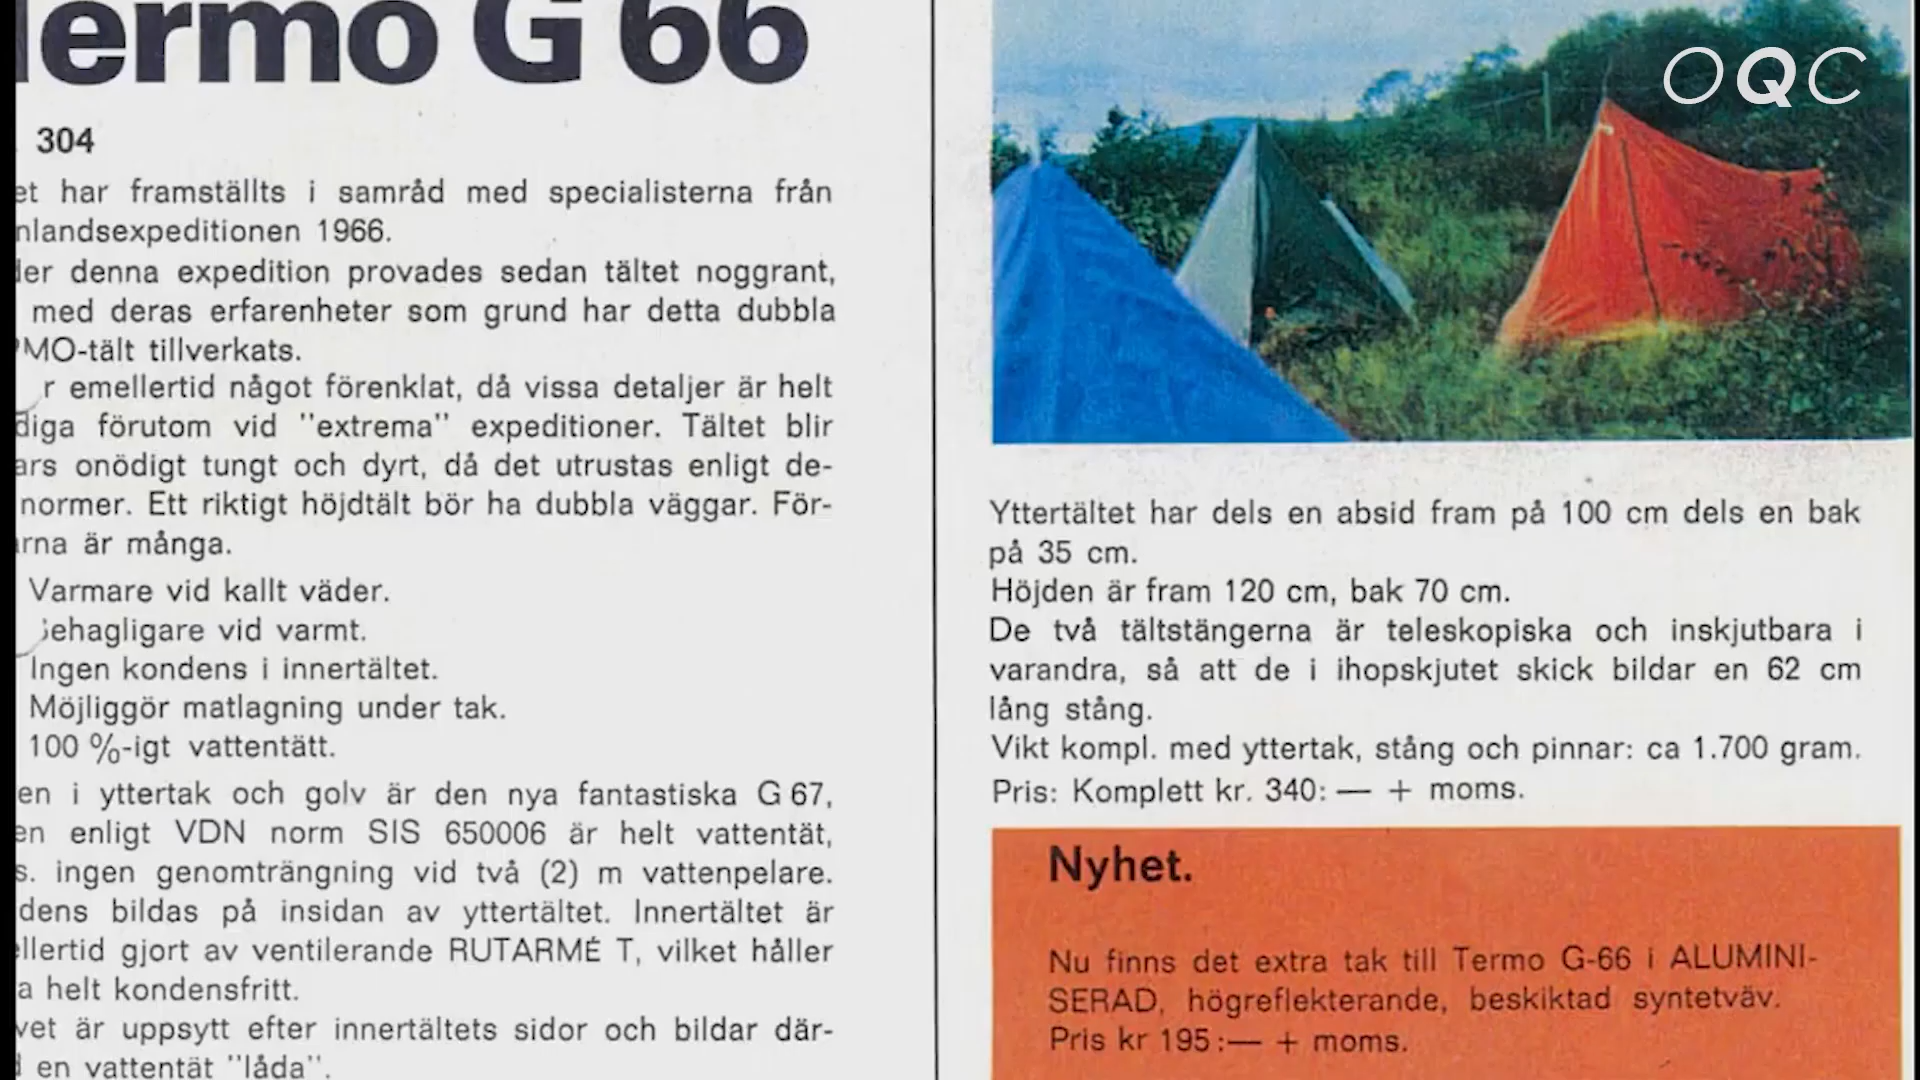 Termo G 66
304
et har framställts i samråd med specialisterna från
nlandsexpeditionen 1966.
der denna expedition provades sedan tältet noggrant,
med deras erfarenheter som grund har detta dubbla
MO-tält tillverkats.
r emellertid något förenklat, då vissa detaljer är helt
diga förutom vid "extrema" expeditioner. Tältet blir
ars onödigt tungt och dyrt, då det utrustas enligt de-
normer. Ett riktigt höjdtält bör ha dubbla väggar. För-
rna är många.
Varmare vid kallt väder.
Behagligare vid varmt.
Ingen kondens i innertältet.
Möjliggör matlagning under tak.
100 %-igt vattentätt.
en i yttertak och golv är den nya fantastiska G 67,
en enligt VDN norm SIS 650006 är helt vattentät,
s. ingen genomträngning vid två (2) m vattenpelare.
dens bildas på insidan av yttertältet. Innertältet är
ellertid gjort av ventilerande RUTARMÉ T, vilket håller
a helt kondensfritt.
vet är uppsytt efter innertältets sidor och bildar där-
d en vattentät "låda".
OQC
Yttertältet har dels en absid fram på 100 cm dels en bak
på 35 cm.
Höjden är fram 120 cm, bak 70 cm.
De två tältstängerna är teleskopiska och inskjutbara i
varandra, så att de i ihopskjutet skick bildar en 62 cm
lång stång.
Vikt kompl. med yttertak, stång och pinnar: ca 1.700 gram.
Pris: Komplett kr. 340: — + moms.
Nyhet.
Nu finns det extra tak till Termo G-66 i ALUMINI-
SERAD, högreflekterande, beskiktad syntetväv.
Pris kr 195:— + moms.